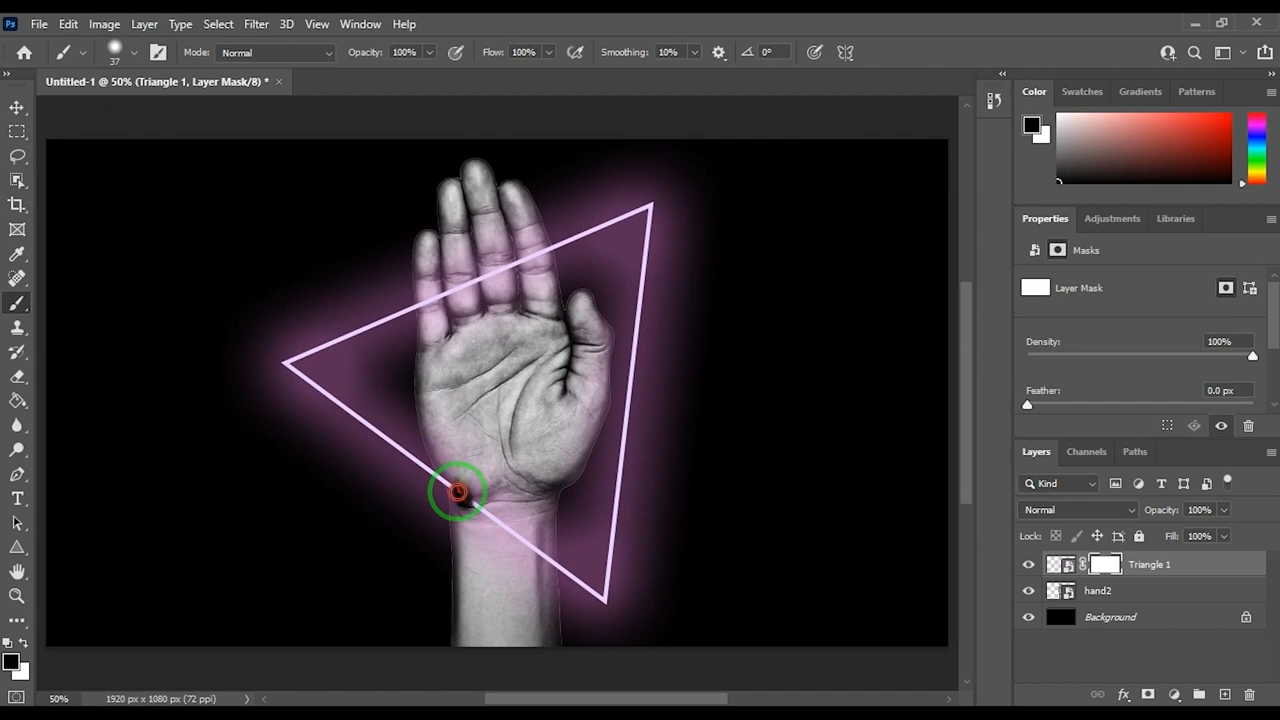 Ps File Edit Image Layer Type Select Filter 3D View Window Help
37 Mode: Normal Opacity: 100% Flow: 100% Smoothing: 10% 0°
Untitled-1 @ 50% (Triangle 1, Layer Mask/8) *
Color Swatches Gradients Patterns
Properties Adjustments Libraries
Masks
Layer Mask
Density: 100%
Feather: 0.0 px
Layers Channels Paths
Kind
Normal Opacity: 100%
Lock: Fill: 100%
Triangle 1
hand2
Background
50% 1920 px x 1080 px (72 ppi)